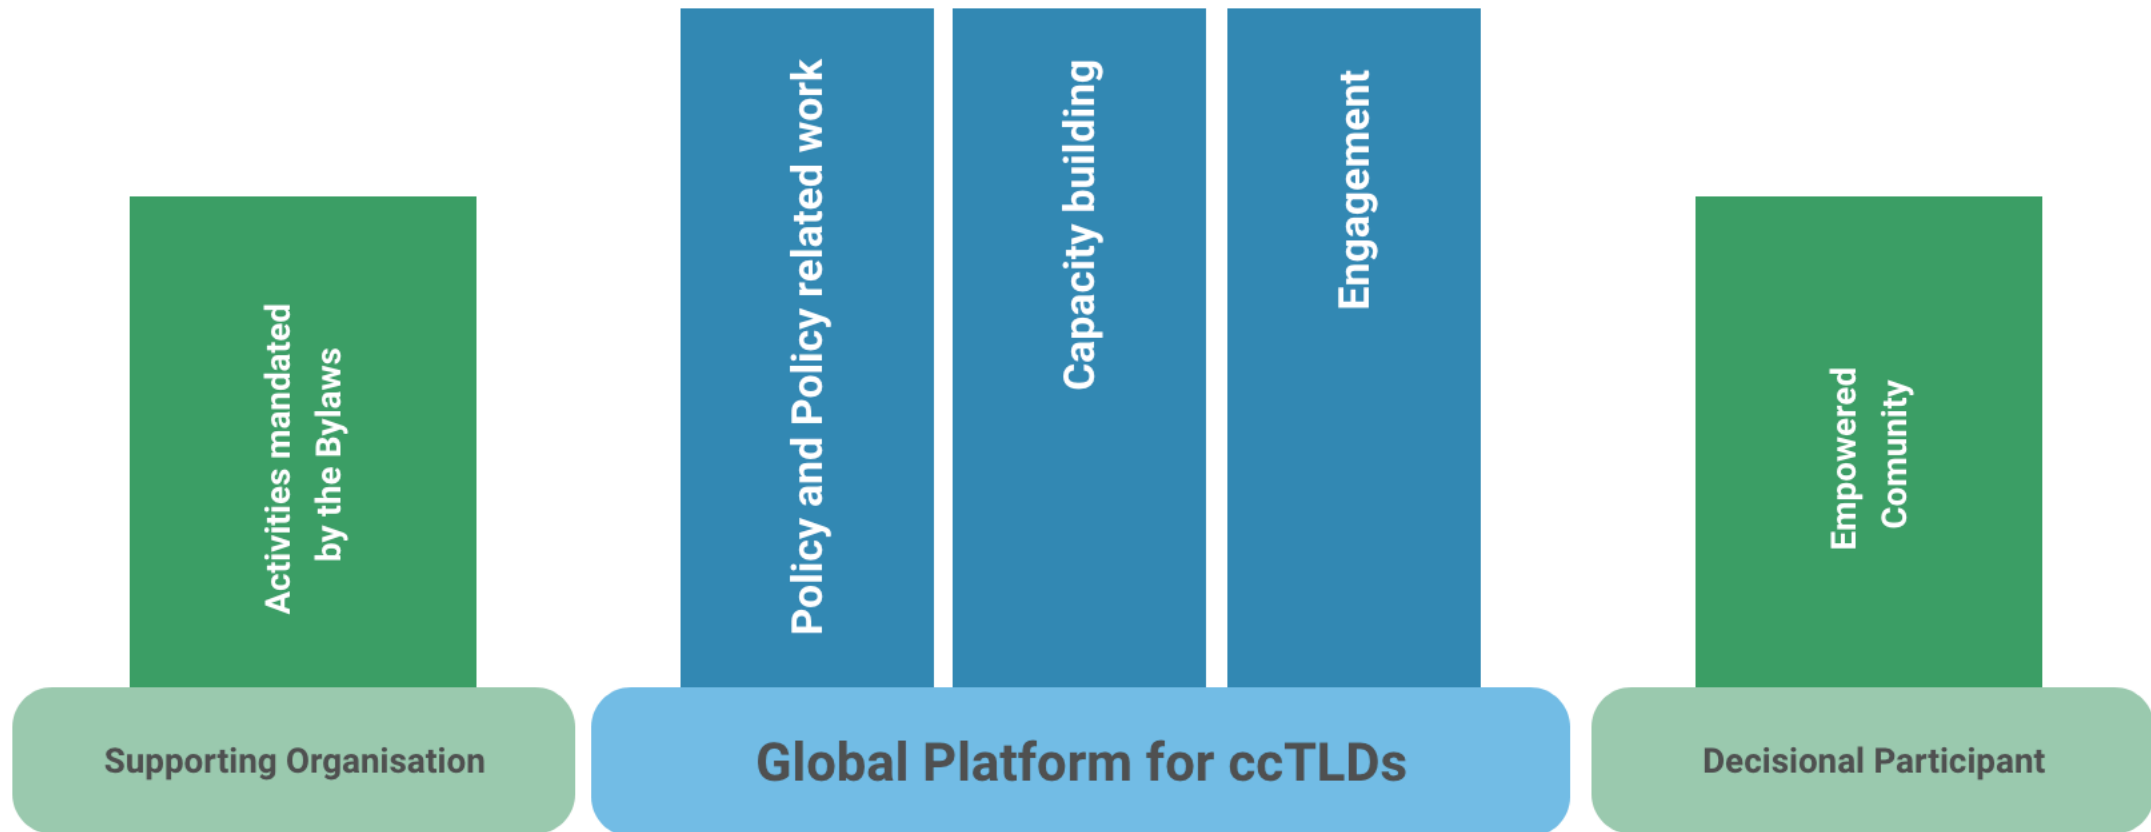 Activities mandated
by the Bylaws
Policy and Policy related work
Capacity building
Engagement
Empowered
Comunity
Supporting Organisation
Global Platform for ccTLDs
Decisional Participant